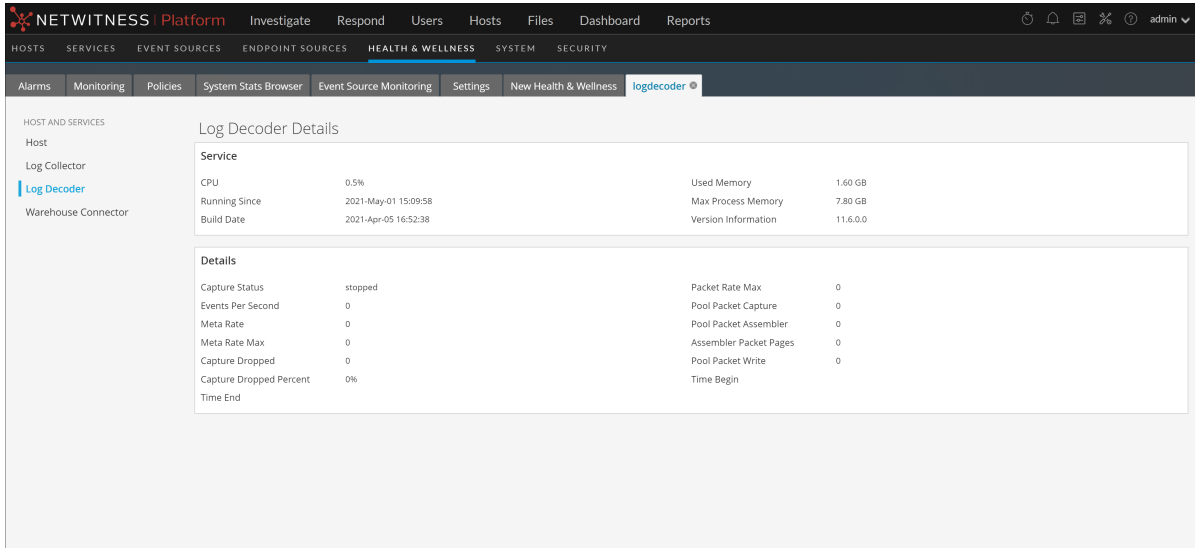 NETWITNESS Platform Investigate Respond Users Hosts Files Dashboard Reports admin
HOSTS SERVICES EVENT SOURCES ENDPOINT SOURCES HEALTH & WELLNESS SYSTEM SECURITY
Alarms Monitoring Policies System Stats Browser Event Source Monitoring Settings New Health & Wellness logdecoder
HOST AND SERVICES
Host
Log Collector
Log Decoder
Warehouse Connector
Log Decoder Details
Service
CPU 0.5% Used Memory 1.60 GB
Running Since 2021-May-01 15:09:58 Max Process Memory 7.80 GB
Build Date 2021-Apr-05 16:52:38 Version Information 11.6.0.0
Details
Capture Status stopped Packet Rate Max 0
Events Per Second 0 Pool Packet Capture 0
Meta Rate 0 Pool Packet Assembler 0
Meta Rate Max 0 Assembler Packet Pages 0
Capture Dropped 0 Pool Packet Write 0
Capture Dropped Percent 0% Time Begin
Time End